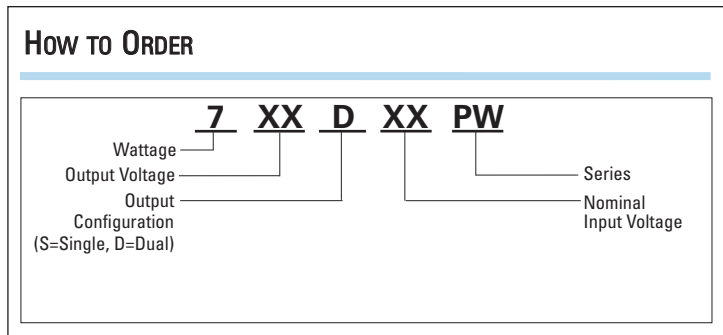 HOW TO ORDER
7 XX D XX PW
Wattage
Output Voltage
Output
Configuration
(S=Single, D=Dual)
Series
Nominal
Input Voltage